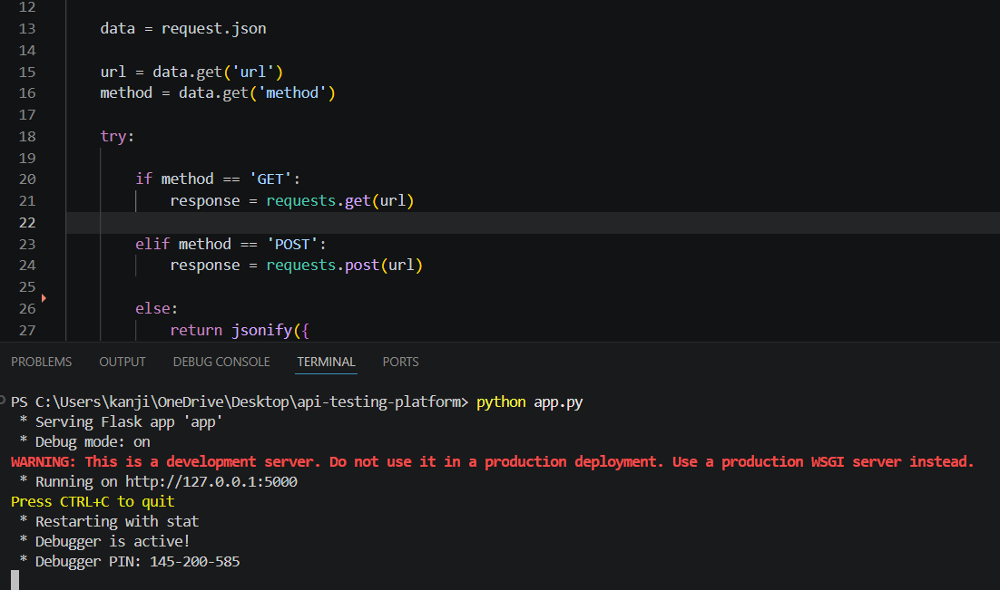 12
13 data = request.json
14
15 url = data.get('url')
16 method = data.get('method')
17
18 try:
19
20 if method == 'GET':
21 response = requests.get(url)
22
23 elif method == 'POST':
24 response = requests.post(url)
25
26 else:
27 return jsonify({
PROBLEMS OUTPUT DEBUG CONSOLE TERMINAL PORTS
PS C:\Users\kanji\OneDrive\Desktop\api-testing-platform> python app.py
* Serving Flask app 'app'
* Debug mode: on
WARNING: This is a development server. Do not use it in a production deployment. Use a production WSGI server instead.
* Running on http://127.0.0.1:5000
Press CTRL+C to quit
* Restarting with stat
* Debugger is active!
* Debugger PIN: 145-200-585